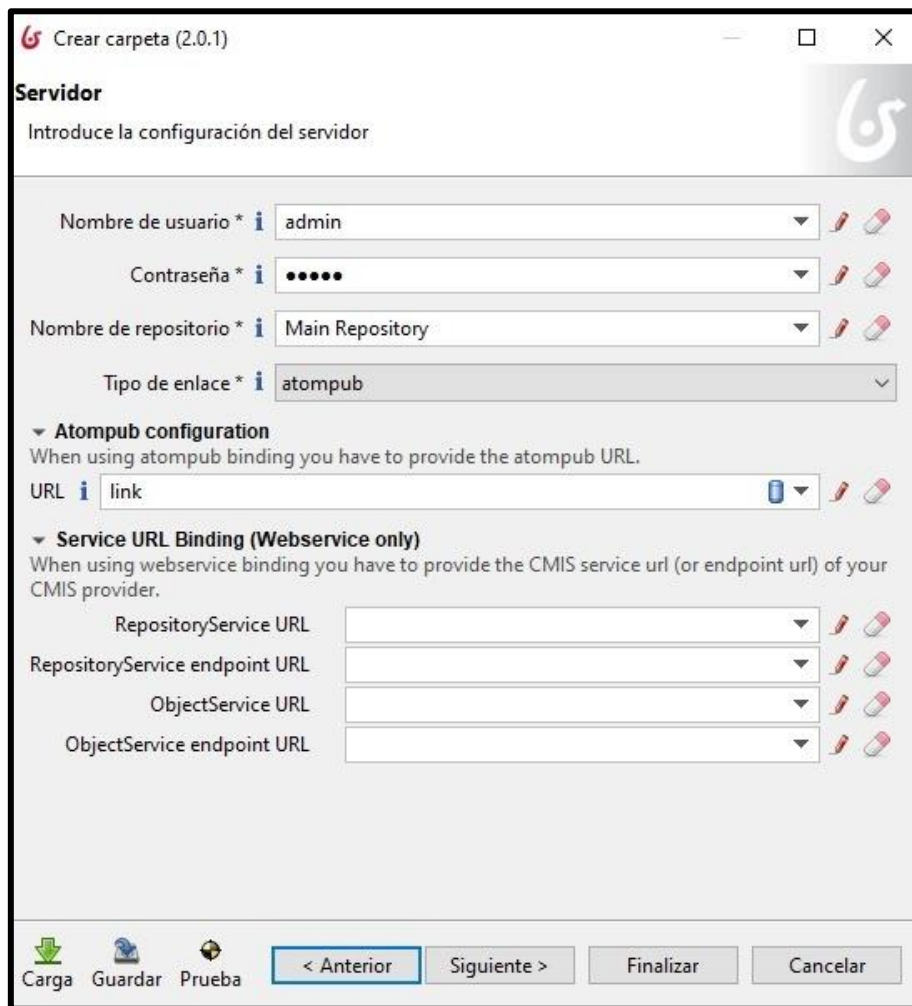 Crear carpeta (2.0.1)
Servidor
Introduce la configuración del servidor
Nombre de usuario * i admin
Contraseña * i •••••
Nombre de repositorio * i Main Repository
Tipo de enlace * i atompub
Atompub configuration
When using atompub binding you have to provide the atompub URL.
URL i link
Service URL Binding (Webservice only)
When using webservice binding you have to provide the CMIS service url (or endpoint url) of your
CMIS provider.
RepositoryService URL
RepositoryService endpoint URL
ObjectService URL
ObjectService endpoint URL
Carga Guardar Prueba < Anterior Siguiente > Finalizar Cancelar